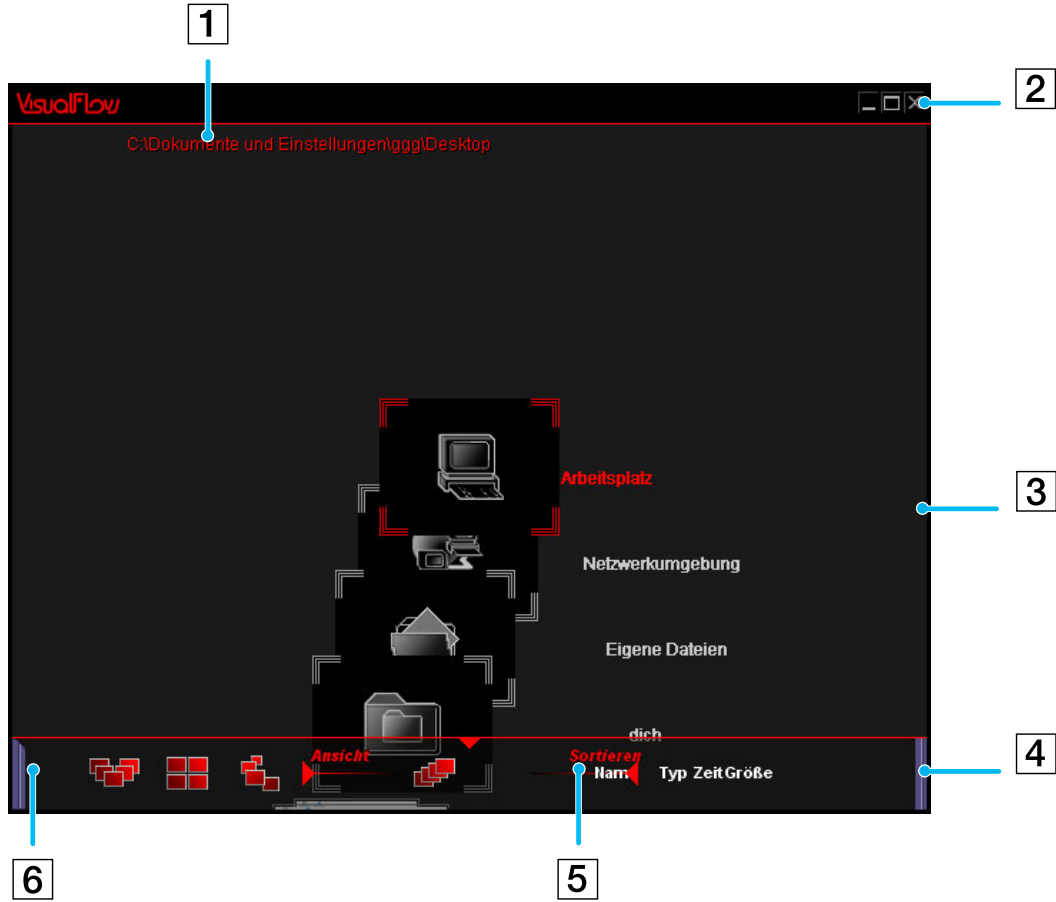 1
2
VisualFlow
C:\Dokumente und Einstellungen\ggg\Desktop
Arbeitsplatz
3
Netzwerkumgebung
Eigene Dateien
dich
Ansicht
Sortieren
4
Nam Typ Zeit Größe
6
5